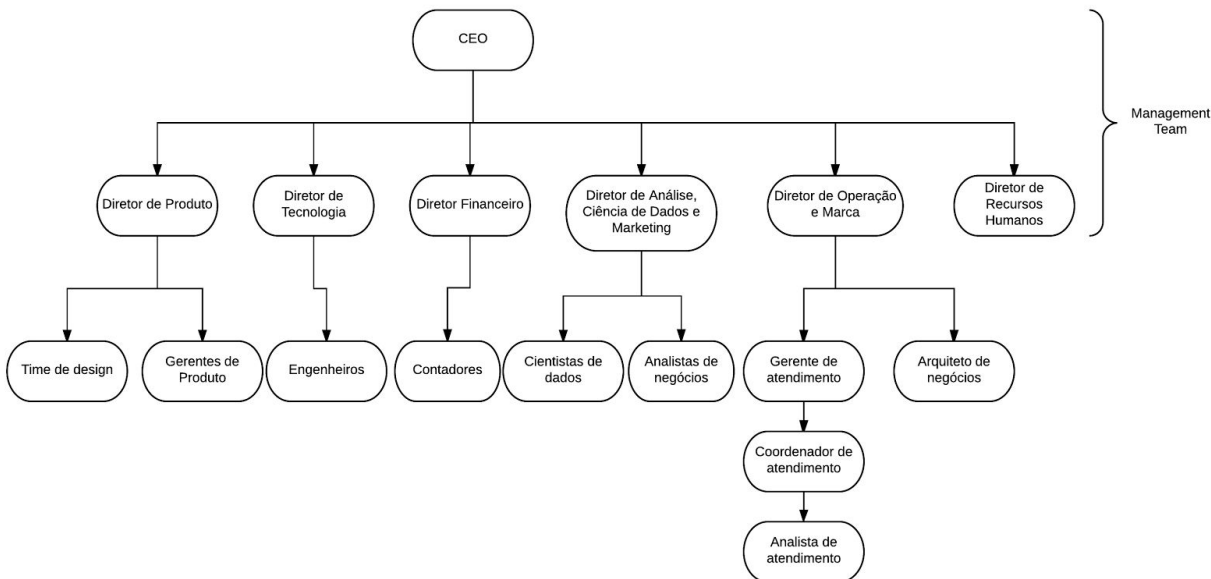 CEO
Management
Team
Diretor de Produto
Diretor de
Tecnologia
Diretor Financeiro
Diretor de Análise,
Ciência de Dados e
Marketing
Diretor de Operação
e Marca
Diretor de
Recursos
Humanos
Time de design
Gerentes de
Produto
Engenheiros
Contadores
Cientistas de
dados
Analistas de
negócios
Gerente de
atendimento
Arquiteto de
negócios
Coordenador de
atendimento
Analista de
atendimento